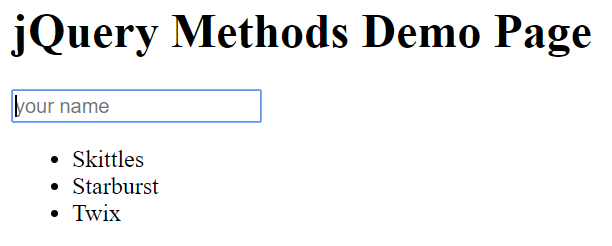 jQuery Methods Demo Page
your name
Skittles
Starburst
Twix